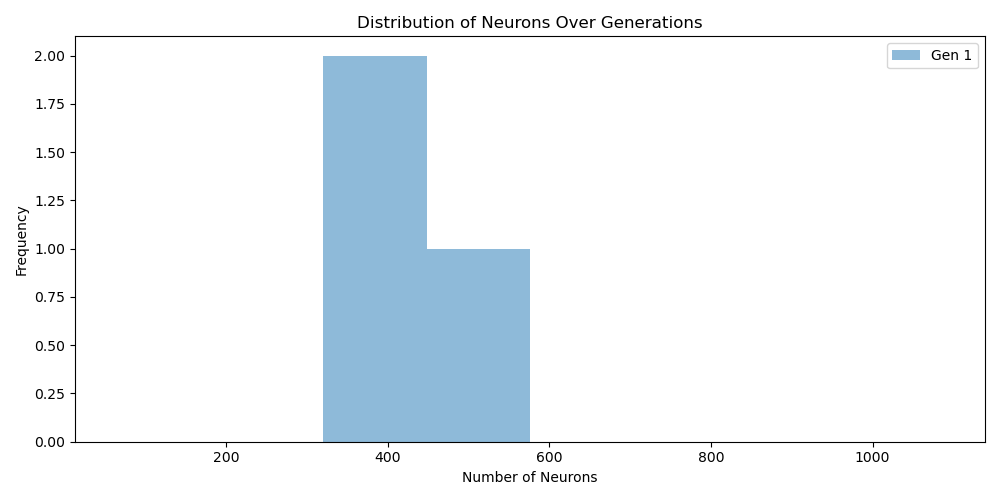 Distribution of Neurons Over Generations
Gen 1
2.00
1.75
1.50
1.25
1.00
0.75
0.50
0.25
0.00
Frequency
200 400 600 800 1000
Number of Neurons